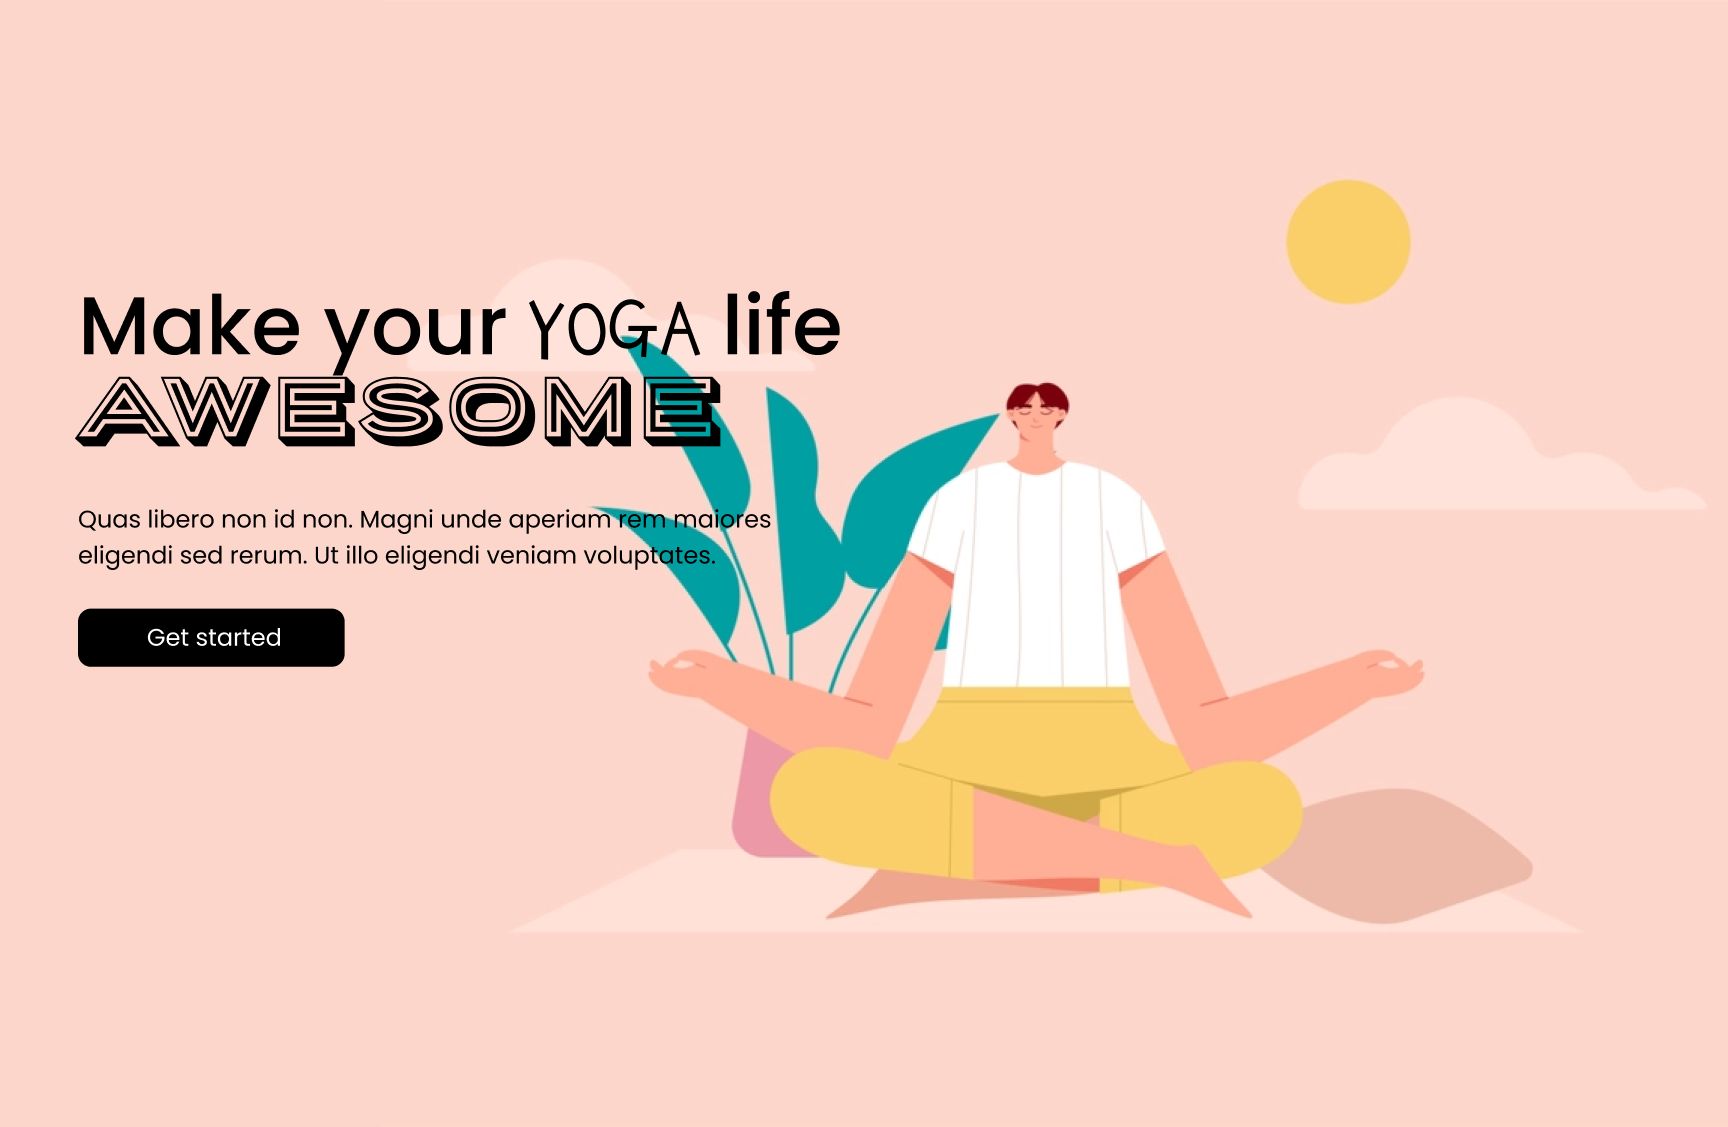 Make your YOGA life
AWESOME
Quas libero non id non. Magni unde aperiam rem maiores
eligendi sed rerum. Ut illo eligendi veniam voluptates.
Get started